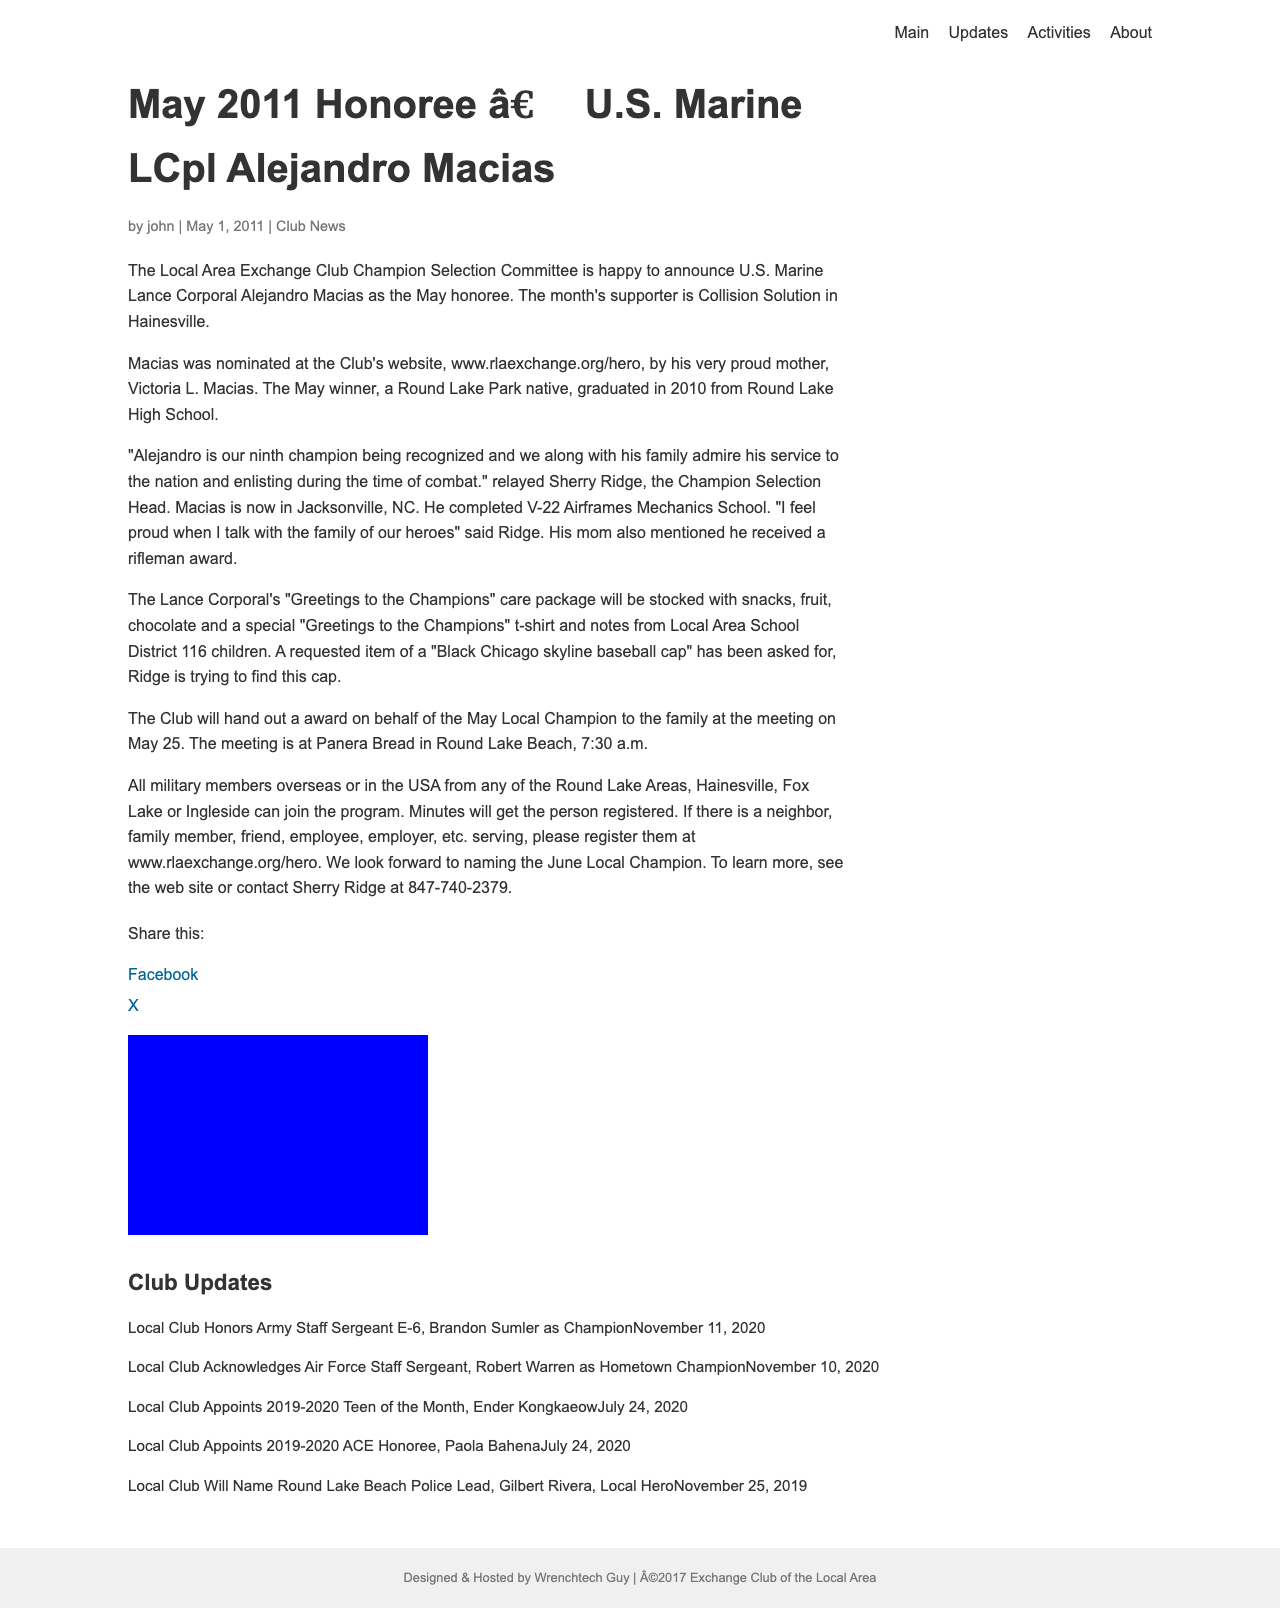 Main Updates Activities About
May 2011 Honoree â€ U.S. Marine
LCpl Alejandro Macias
by john | May 1, 2011 | Club News
The Local Area Exchange Club Champion Selection Committee is happy to announce U.S. Marine
Lance Corporal Alejandro Macias as the May honoree. The month's supporter is Collision Solution in
Hainesville.
Macias was nominated at the Club's website, www.rlaexchange.org/hero, by his very proud mother,
Victoria L. Macias. The May winner, a Round Lake Park native, graduated in 2010 from Round Lake
High School.
"Alejandro is our ninth champion being recognized and we along with his family admire his service to
the nation and enlisting during the time of combat." relayed Sherry Ridge, the Champion Selection
Head. Macias is now in Jacksonville, NC. He completed V-22 Airframes Mechanics School. "I feel
proud when I talk with the family of our heroes" said Ridge. His mom also mentioned he received a
rifleman award.
The Lance Corporal's "Greetings to the Champions" care package will be stocked with snacks, fruit,
chocolate and a special "Greetings to the Champions" t-shirt and notes from Local Area School
District 116 children. A requested item of a "Black Chicago skyline baseball cap" has been asked for,
Ridge is trying to find this cap.
The Club will hand out a award on behalf of the May Local Champion to the family at the meeting on
May 25. The meeting is at Panera Bread in Round Lake Beach, 7:30 a.m.
All military members overseas or in the USA from any of the Round Lake Areas, Hainesville, Fox
Lake or Ingleside can join the program. Minutes will get the person registered. If there is a neighbor,
family member, friend, employee, employer, etc. serving, please register them at
www.rlaexchange.org/hero. We look forward to naming the June Local Champion. To learn more, see
the web site or contact Sherry Ridge at 847-740-2379.
Share this:
Facebook
X
Club Updates
Local Club Honors Army Staff Sergeant E-6, Brandon Sumler as ChampionNovember 11, 2020
Local Club Acknowledges Air Force Staff Sergeant, Robert Warren as Hometown ChampionNovember 10, 2020
Local Club Appoints 2019-2020 Teen of the Month, Ender KongkaeowJuly 24, 2020
Local Club Appoints 2019-2020 ACE Honoree, Paola BahenaJuly 24, 2020
Local Club Will Name Round Lake Beach Police Lead, Gilbert Rivera, Local HeroNovember 25, 2019
Designed & Hosted by Wrenchtech Guy | Â©2017 Exchange Club of the Local Area